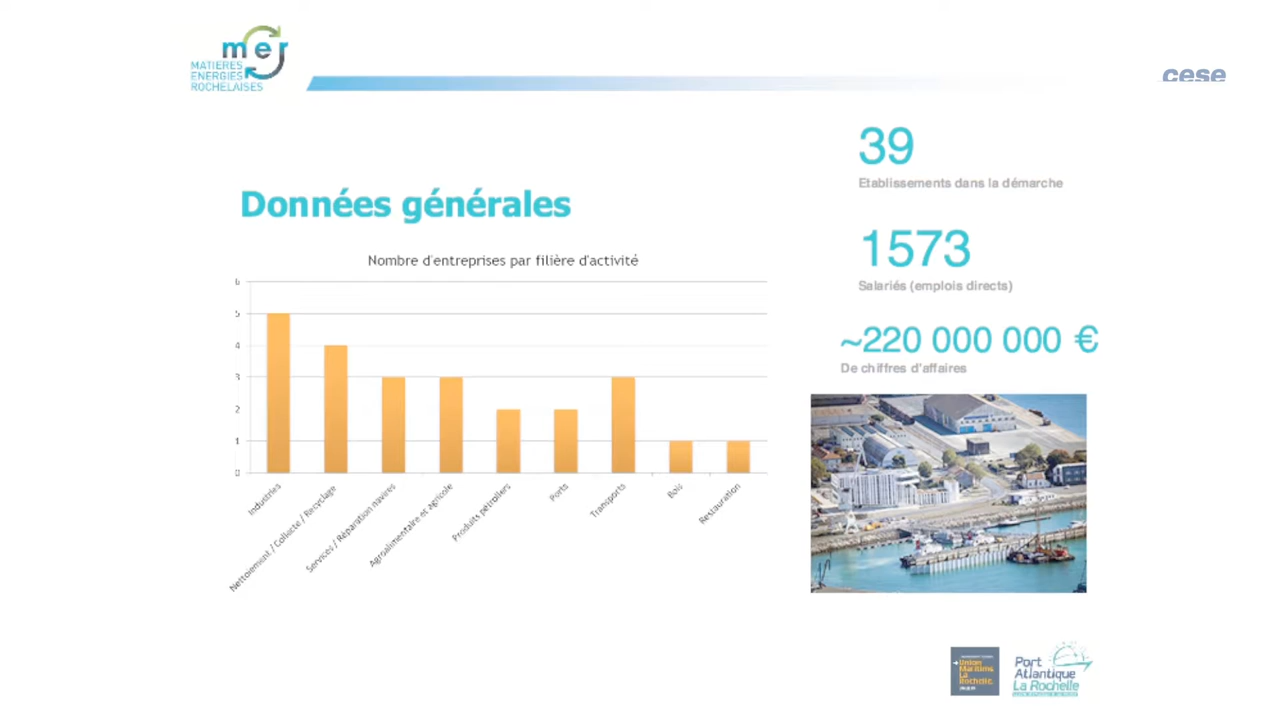 mer
MATIERES
ENERGIES
ROCHELAISES
cese
39
Etablissements dans la démarche
Données générales
1573
Salariés (emplois directs)
~220 000 000 €
De chiffres d'affaires
Nombre d'entreprises par filière d'activité
6
5
4
3
2
1
0
Industries
Nettoiement / Collecte / Recyclage
Services / Réparation navires
Agroalimentaire et agricole
Produits pétroliers
Ports
Transports
Bois
Restauration
Union
Maritime
La
Rochelle
Port
Atlantique
La Rochelle